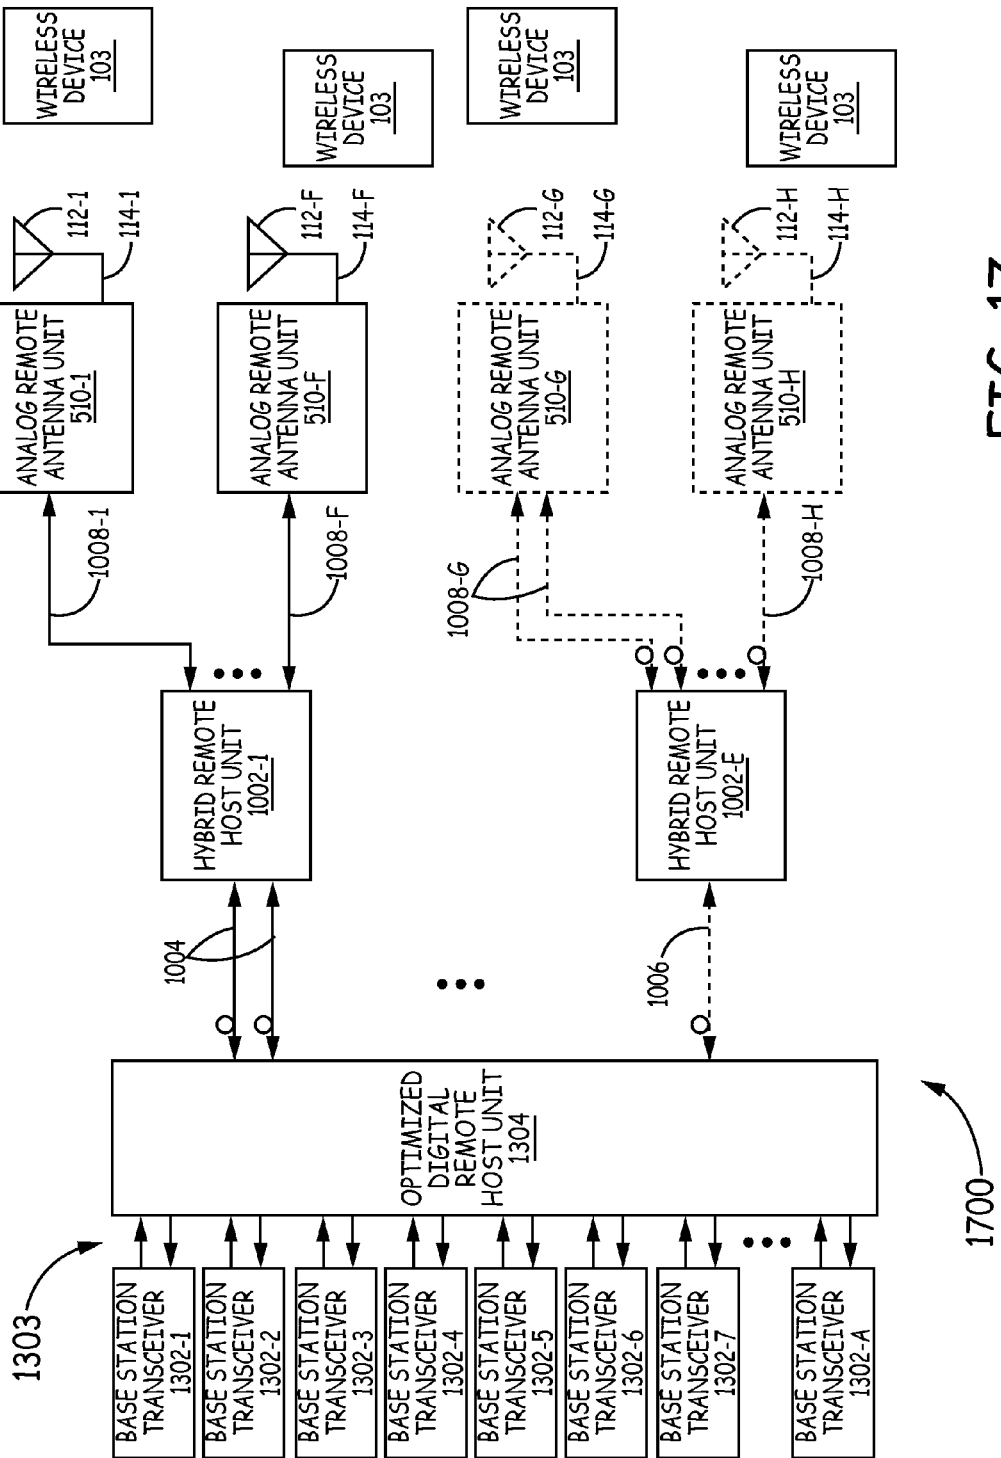 1303
BASE STATION
TRANSCEIVER
1302-1
BASE STATION
TRANSCEIVER
1302-2
BASE STATION
TRANSCEIVER
1302-3
BASE STATION
TRANSCEIVER
1302-4
BASE STATION
TRANSCEIVER
1302-5
BASE STATION
TRANSCEIVER
1302-6
BASE STATION
TRANSCEIVER
1302-7
BASE STATION
TRANSCEIVER
1302-A
OPTIMIZED
DIGITAL
REMOTE
HOST UNIT
1304
1700
1004
1006
HYBRID REMOTE
HOST UNIT
1002-1
HYBRID REMOTE
HOST UNIT
1002-E
1008-1
1008-F
1008-G
1008-H
ANALOG REMOTE
ANTENNA UNIT
510-1
ANALOG REMOTE
ANTENNA UNIT
510-F
ANALOG REMOTE
ANTENNA UNIT
510-G
ANALOG REMOTE
ANTENNA UNIT
510-H
112-1
114-1
112-F
114-F
112-G
114-G
112-H
114-H
WIRELESS
DEVICE
103
WIRELESS
DEVICE
103
WIRELESS
DEVICE
103
WIRELESS
DEVICE
103
FIG. 17